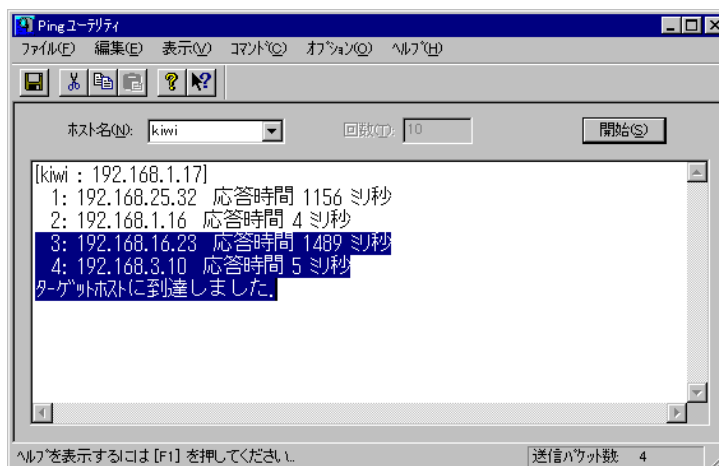 Pingユーティリティ
ファイル(F) 編集(E) 表示(V) コマンド(C) オプション(O) ヘルプ(H)
ホスト名(N): kiwi 回数(T): 10 開始(S)
[kiwi : 192.168.1.17]
1: 192.168.25.32 応答時間 1156 ミリ秒
2: 192.168.1.16 応答時間 4 ミリ秒
3: 192.168.16.23 応答時間 1489 ミリ秒
4: 192.168.3.10 応答時間 5 ミリ秒
ターゲットホストに到達しました.
ヘルプを表示するには [F1] を押してください. 送信パケット数: 4